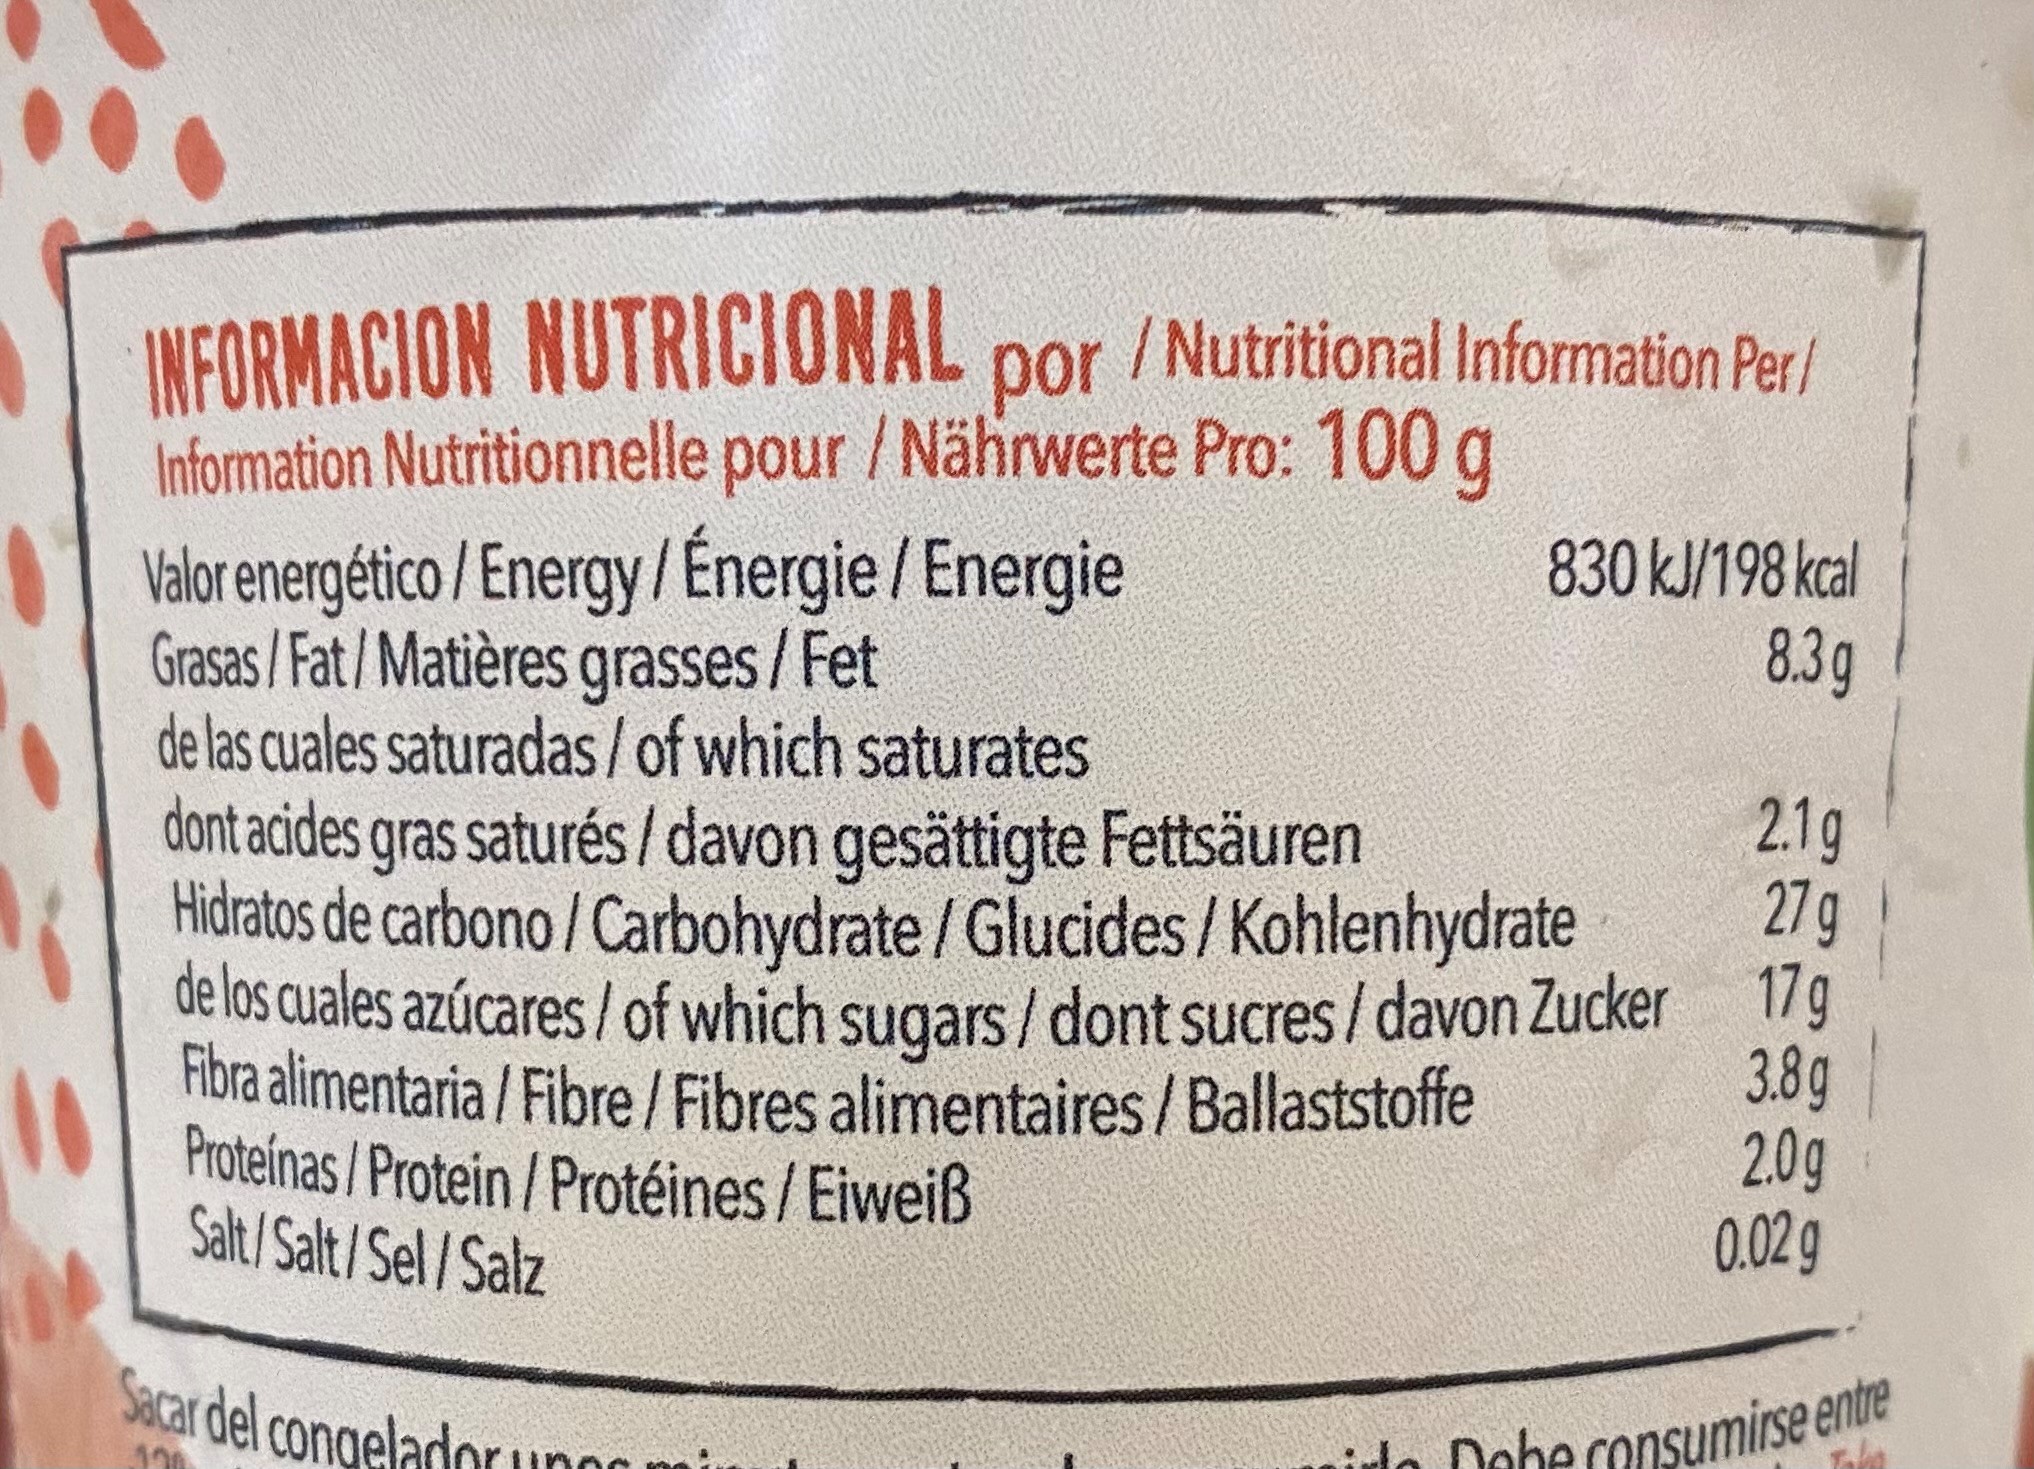 INFORMACION NUTRICIONAL por / Nutritional Information Per/
Information Nutritionnelle pour / Nährwerte Pro: 100 g
Valor energético / Energy / Énergie / Energie 830 kJ/198 kcal
Grasas / Fat / Matières grasses / Fet 8.3 g
de las cuales saturadas / of which saturates
dont acides gras saturés / davon gesättigte Fettsäuren 2.1 g
Hidratos de carbono / Carbohydrate / Glucides / Kohlenhydrate 27 g
de los cuales azúcares / of which sugars / dont sucres / davon Zucker 17 g
Fibra alimentaria / Fibre / Fibres alimentaires / Ballaststoffe 3.8 g
Proteínas / Protein / Protéines / Eiweiß 2.0 g
Salt / Salt / Sel / Salz 0.02 g
Sacar del congelador unos Debe consumirse entre